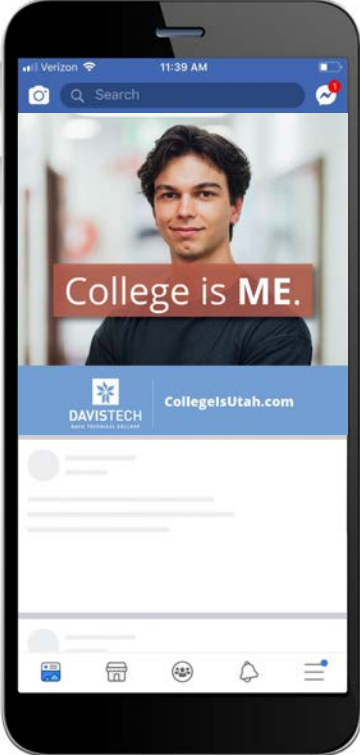 Verizon 11:39 AM
Search
1
College is ME.
DAVISTECH
DAVIS TECHNICAL COLLEGE
CollegeIsUtah.com